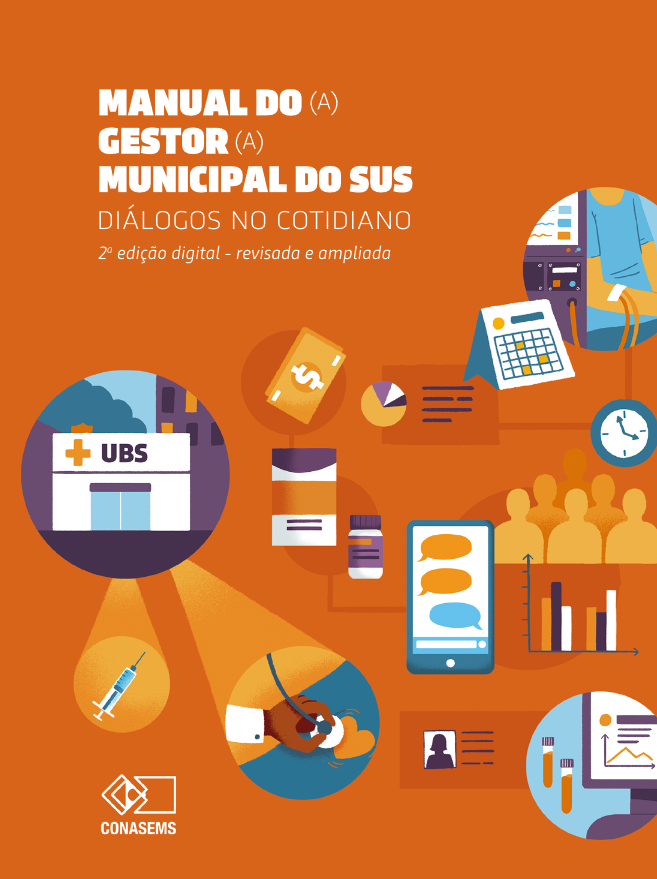 MANUAL DO (A)
GESTOR (A)
MUNICIPAL DO SUS
DIÁLOGOS NO COTIDIANO
2ª edição digital - revisada e ampliada
$
UBS
CONASEMS